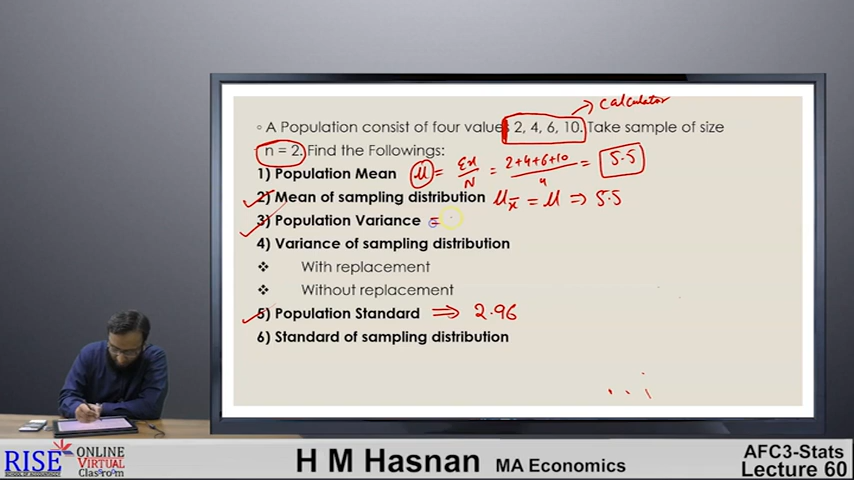 calculator
◦ A Population consist of four values 2, 4, 6, 10. Take sample of size
n = 2. Find the Followings:
1) Population Mean μ = Σx/N = 2+4+6+10/4 = 5.5
2) Mean of sampling distribution μx̄ = μ ⇒ 5.5
3) Population Variance =
4) Variance of sampling distribution
❖ With replacement
❖ Without replacement
5) Population Standard ⇒ 2.96
6) Standard of sampling distribution
RISE ONLINE
SCHOOL OF ACCOUNTANCY VIRTUAL
Classroom
H M Hasnan MA Economics
AFC3-Stats
Lecture 60